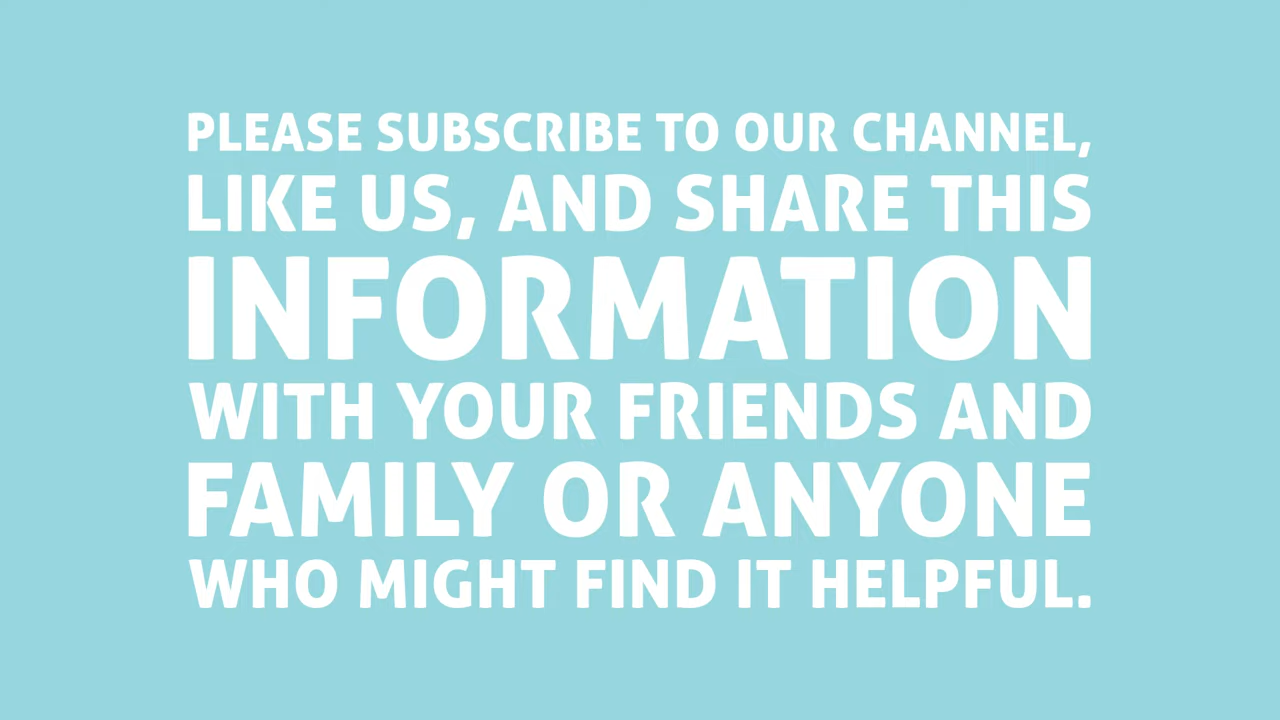 PLEASE SUBSCRIBE TO OUR CHANNEL,
LIKE US, AND SHARE THIS
INFORMATION
WITH YOUR FRIENDS AND
FAMILY OR ANYONE
WHO MIGHT FIND IT HELPFUL.